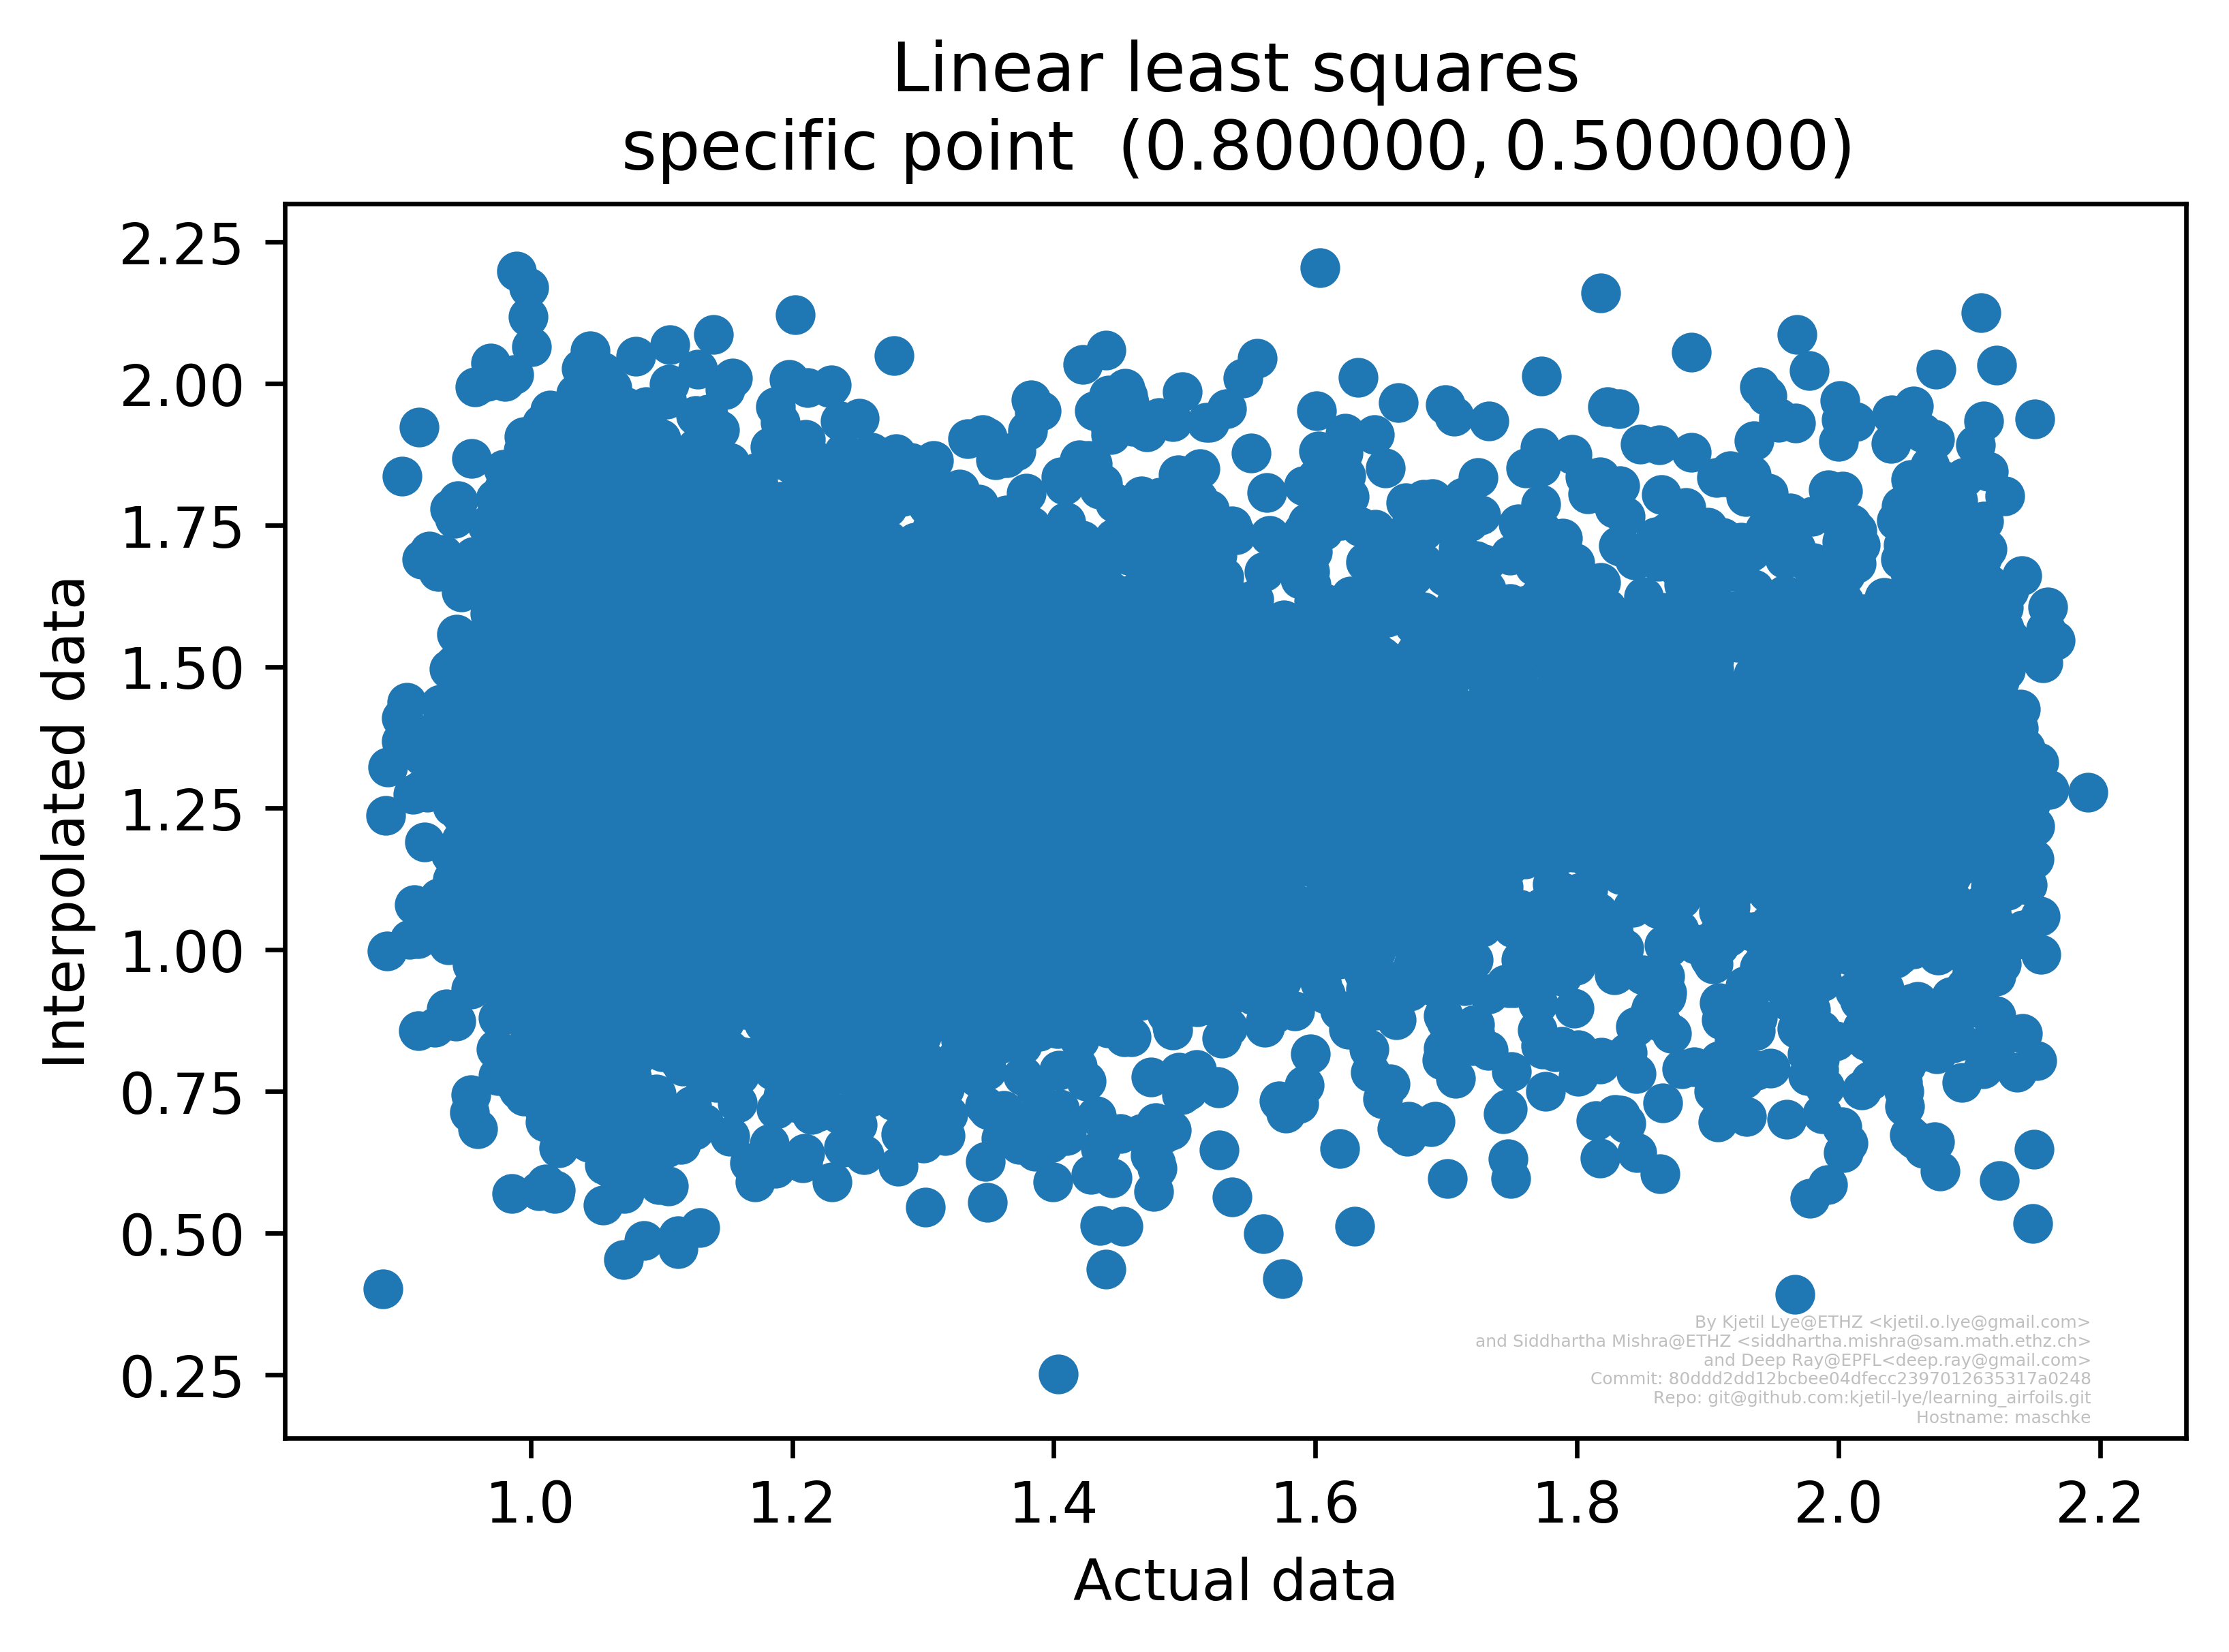 Linear least squares
specific point (0.800000, 0.500000)
2.25
2.00
1.75
1.50
1.25
1.00
0.75
0.50
0.25
Interpolated data
By Kjetil Lye@ETHZ <kjetil.o.lye@gmail.com>
and Siddhartha Mishra@ETHZ <siddhartha.mishra@sam.math.ethz.ch>
and Deep Ray@EPFL<deep.ray@gmail.com>
Commit: 80ddd2dd12bcbee04dfecc2397012635317a0248
Repo: git@github.com:kjetil-lye/learning_airfoils.git
Hostname: maschke
1.0 1.2 1.4 1.6 1.8 2.0 2.2
Actual data